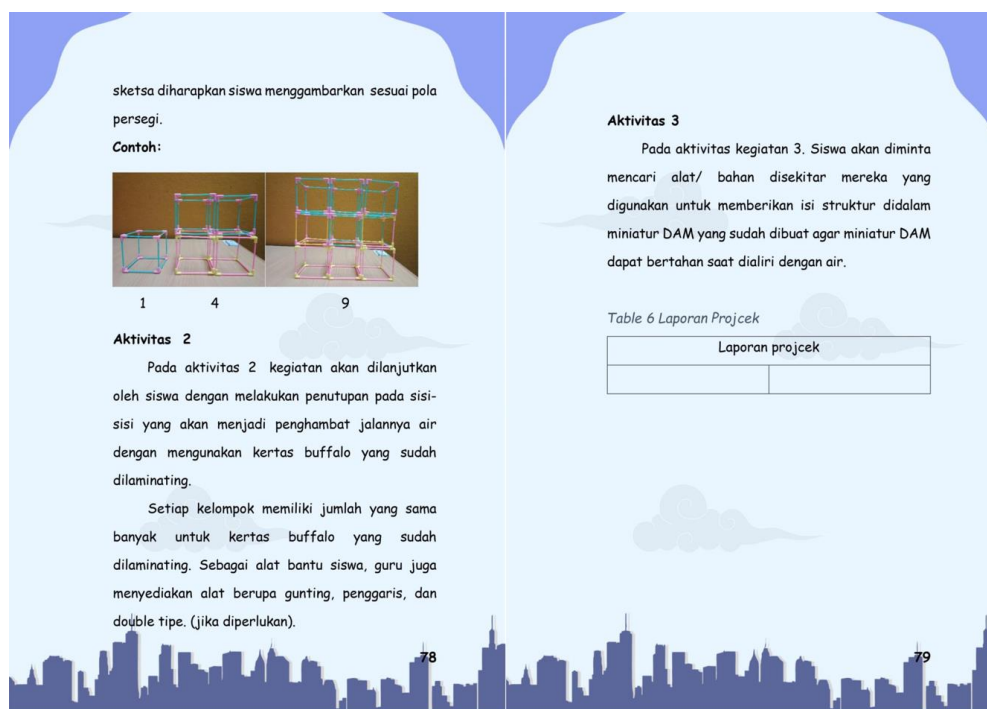 sketsa diharapkan siswa menggambarkan sesuai pola
persegi.
Contoh:
1 4 9
Aktivitas 2
Pada aktivitas 2 kegiatan akan dilanjutkan
oleh siswa dengan melakukan penutupan pada sisi-
sisi yang akan menjadi penghambat jalannya air
dengan mengunakan kertas buffalo yang sudah
dilaminating.
Setiap kelompok memiliki jumlah yang sama
banyak untuk kertas buffalo yang sudah
dilaminating. Sebagai alat bantu siswa, guru juga
menyediakan alat berupa gunting, penggaris, dan
double tipe. (jika diperlukan).
78
Aktivitas 3
Pada aktivitas kegiatan 3. Siswa akan diminta
mencari alat/ bahan disekitar mereka yang
digunakan untuk memberikan isi struktur didalam
miniatur DAM yang sudah dibuat agar miniatur DAM
dapat bertahan saat dialiri dengan air.
Table 6 Laporan Projcek
Laporan projcek
79